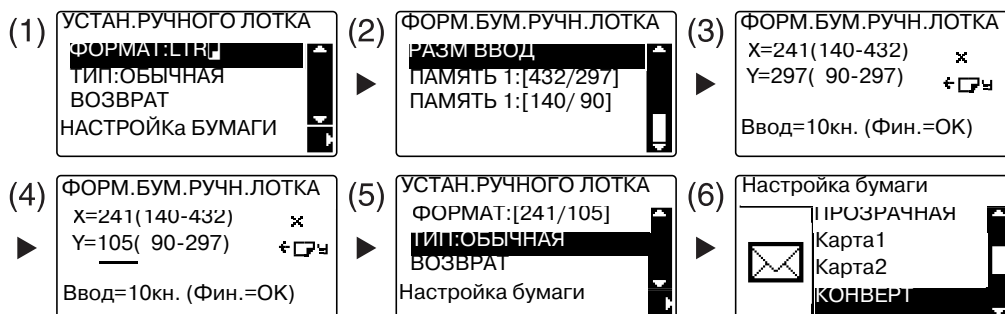 (1)
УСТАН.РУЧНОГО ЛОТКА
ФОРМАТ:LTR
ТИП:ОБЫЧНАЯ
ВОЗВРАТ
НАСТРОЙКа БУМАГИ
(2)
ФОРМ.БУМ.РУЧН.ЛОТКА
РАЗМ ВВОД
ПАМЯТЬ 1:[432/297]
ПАМЯТЬ 1:[140/ 90]
(3)
ФОРМ.БУМ.РУЧН.ЛОТКА
X=241(140-432)
x
Y=297( 90-297)
Y
Ввод=10кн. (Фин.=OK)
(4)
ФОРМ.БУМ.РУЧН.ЛОТКА
X=241(140-432)
x
Y=105( 90-297)
Y
Ввод=10кн. (Фин.=OK)
(5)
УСТАН.РУЧНОГО ЛОТКА
ФОРМАТ:[241/105]
ТИП:ОБЫЧНАЯ
ВОЗВРАТ
Настройка бумаги
(6)
Настройка бумаги
ПРОЗРАЧНАЯ
Карта1
Карта2
КОНВЕРТ